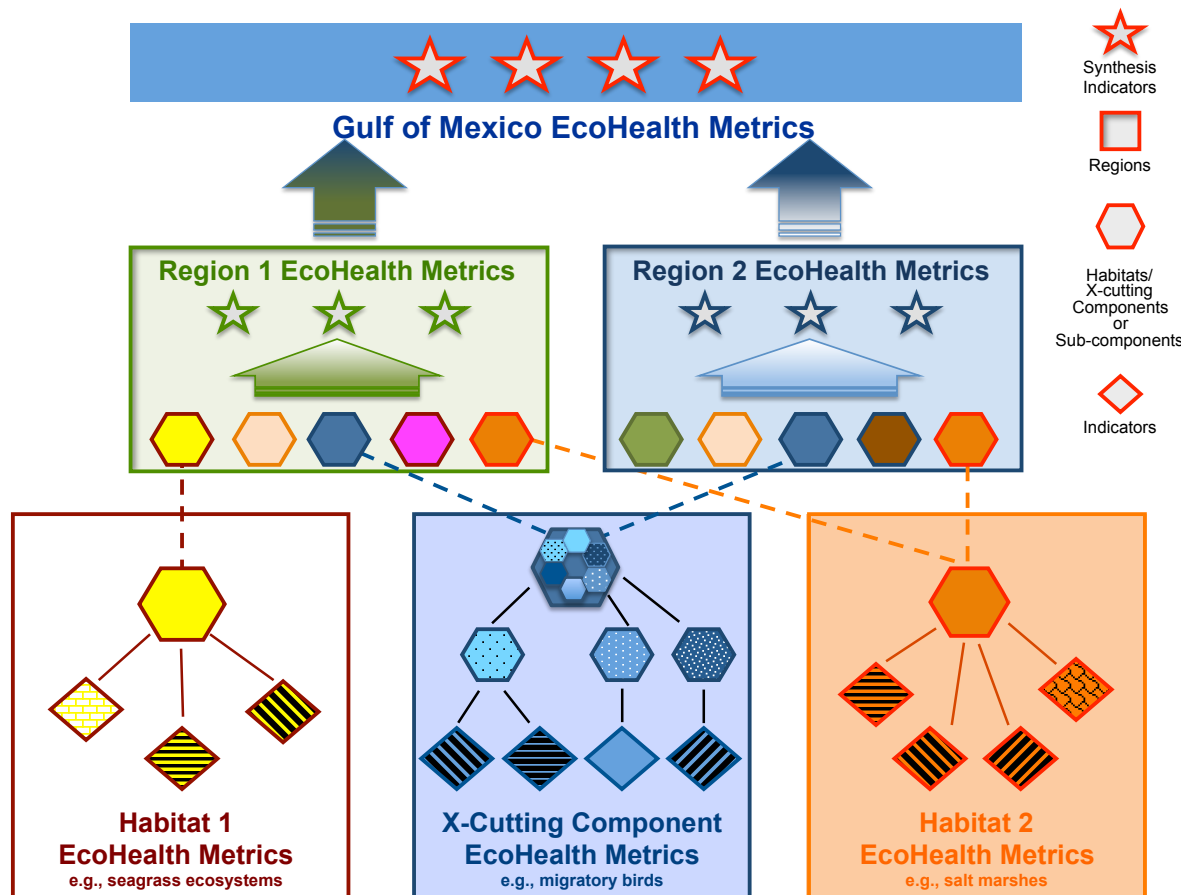 Gulf of Mexico EcoHealth Metrics
Synthesis
Indicators
Regions
Habitats/
X-cutting
Components
or
Sub-components
Indicators
Region 1 EcoHealth Metrics
Region 2 EcoHealth Metrics
Habitat 1
EcoHealth Metrics
e.g., seagrass ecosystems
X-Cutting Component
EcoHealth Metrics
e.g., migratory birds
Habitat 2
EcoHealth Metrics
e.g., salt marshes